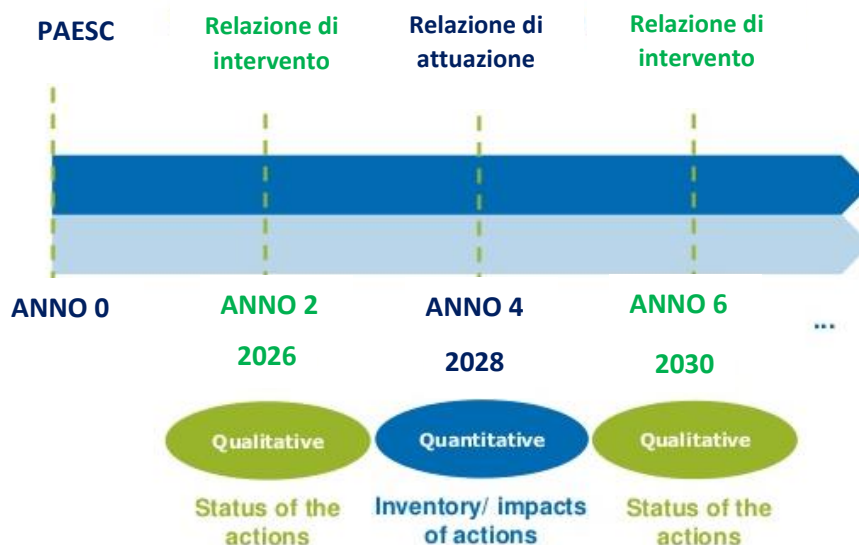 PAESC
Relazione di
intervento
Relazione di
attuazione
Relazione di
intervento
ANNO 0
ANNO 2
2026
ANNO 4
2028
ANNO 6
2030
...
Qualitative
Quantitative
Qualitative
Status of the
actions
Inventory/ impacts
of actions
Status of the
actions